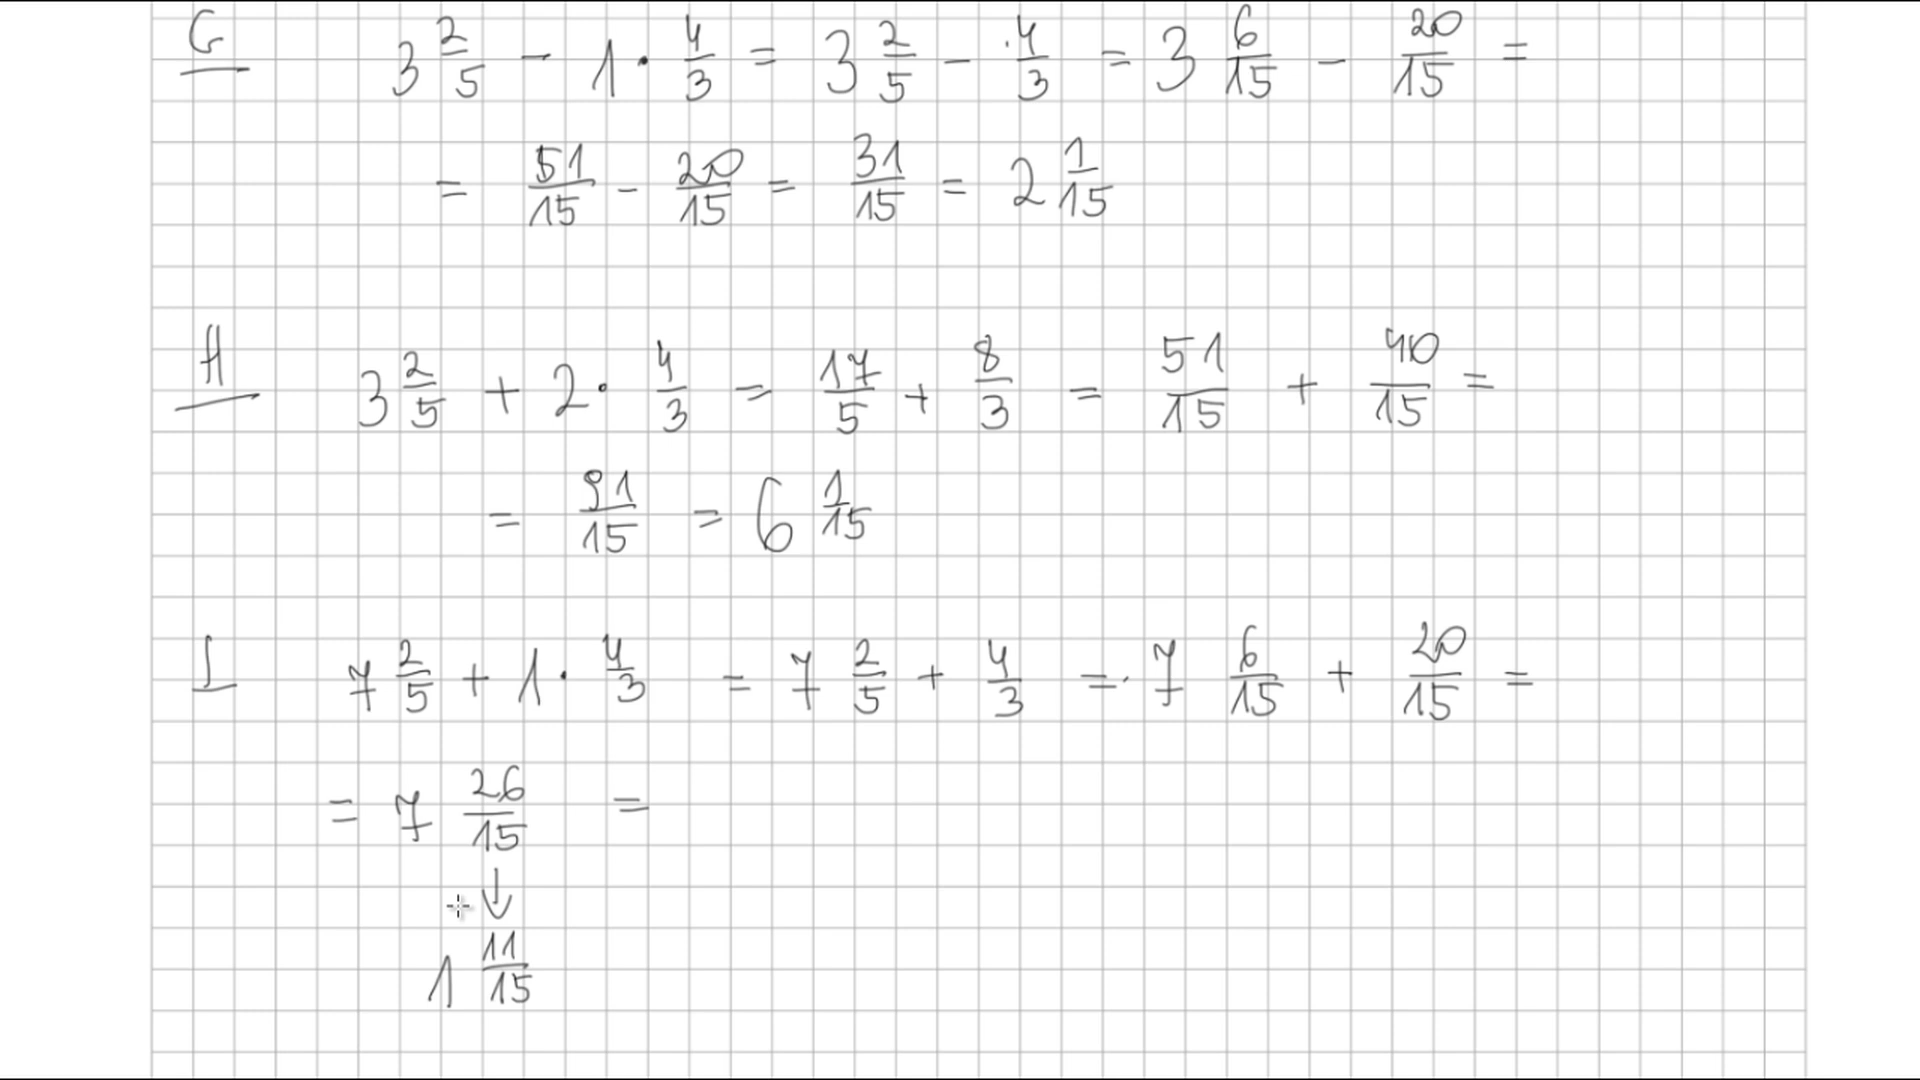 G 3 2/5 - 1 · 4/3 = 3 2/5 - 4/3 = 3 6/15 - 20/15 =
= 51/15 - 20/15 = 31/15 = 2 1/15
H 3 2/5 + 2 · 4/3 = 17/5 + 8/3 = 51/15 + 40/15 =
= 91/15 = 6 1/15
I 7 2/5 + 1 · 4/3 = 7 2/5 + 4/3 = 7 6/15 + 20/15 =
= 7 26/15 =
↓
1 11/15